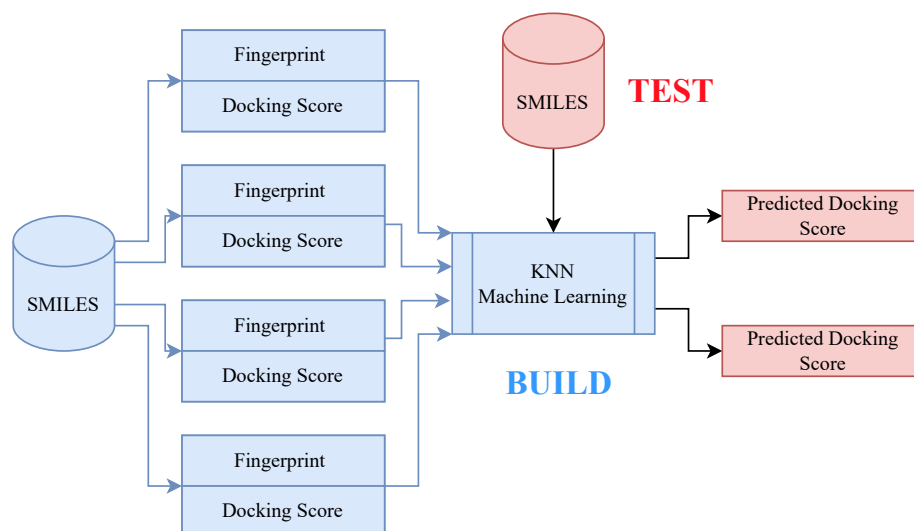 Fingerprint
Docking Score
SMILES
TEST
Fingerprint
Docking Score
Predicted Docking
Score
SMILES
KNN
Machine Learning
Fingerprint
Docking Score
Predicted Docking
Score
BUILD
Fingerprint
Docking Score